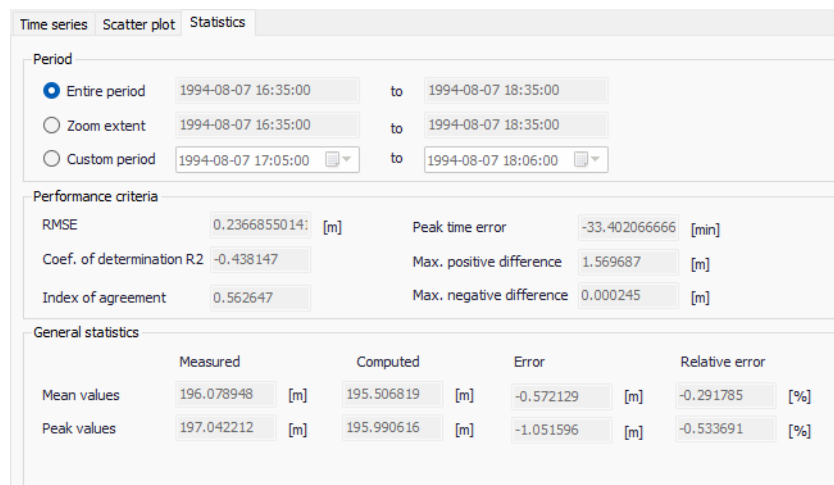 Time series Scatter plot Statistics
Period
Entire period 1994-08-07 16:35:00 to 1994-08-07 18:35:00
Zoom extent 1994-08-07 16:35:00 to 1994-08-07 18:35:00
Custom period 1994-08-07 17:05:00 to 1994-08-07 18:06:00
Performance criteria
RMSE 0.2366855014 [m] Peak time error -33.402066666 [min]
Coef. of determination R2 -0.438147 Max. positive difference 1.569687 [m]
Index of agreement 0.562647 Max. negative difference 0.000245 [m]
General statistics
Measured Computed Error Relative error
Mean values 196.078948 [m] 195.506819 [m] -0.572129 [m] -0.291785 [%]
Peak values 197.042212 [m] 195.990616 [m] -1.051596 [m] -0.533691 [%]